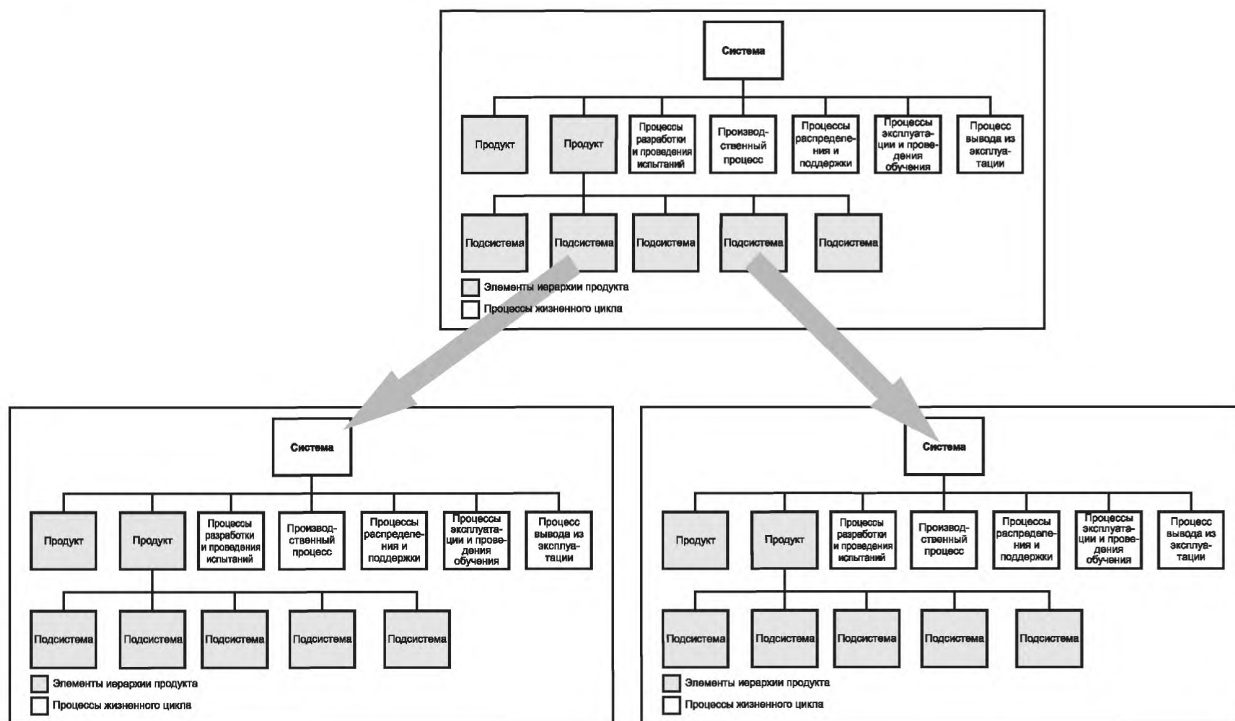 Система
Продукт
Продукт
Процессы
разработки
и проведения
испытаний
Производ-
ственный
процесс
Процессы
распределе-
ния и
поддержки
Процессы
эксплуата-
ции и прове-
дения
обучения
Процесс
вывода из
эксплуа-
тации
Подсистема
Подсистема
Подсистема
Подсистема
Подсистема
Элементы иерархии продукта
Процессы жизненного цикла
Система
Продукт
Продукт
Процессы
разработки
и проведения
испытаний
Производ-
ственный
процесс
Процессы
распределе-
ния и
поддержки
Процессы
эксплуата-
ции и прове-
дения
обучения
Процесс
вывода из
эксплуа-
тации
Подсистема
Подсистема
Подсистема
Подсистема
Подсистема
Элементы иерархии продукта
Процессы жизненного цикла
Система
Продукт
Продукт
Процессы
разработки
и проведения
испытаний
Производ-
ственный
процесс
Процессы
распределе-
ния и
поддержки
Процессы
эксплуата-
ции и прове-
дения
обучения
Процесс
вывода из
эксплуа-
тации
Подсистема
Подсистема
Подсистема
Подсистема
Подсистема
Элементы иерархии продукта
Процессы жизненного цикла